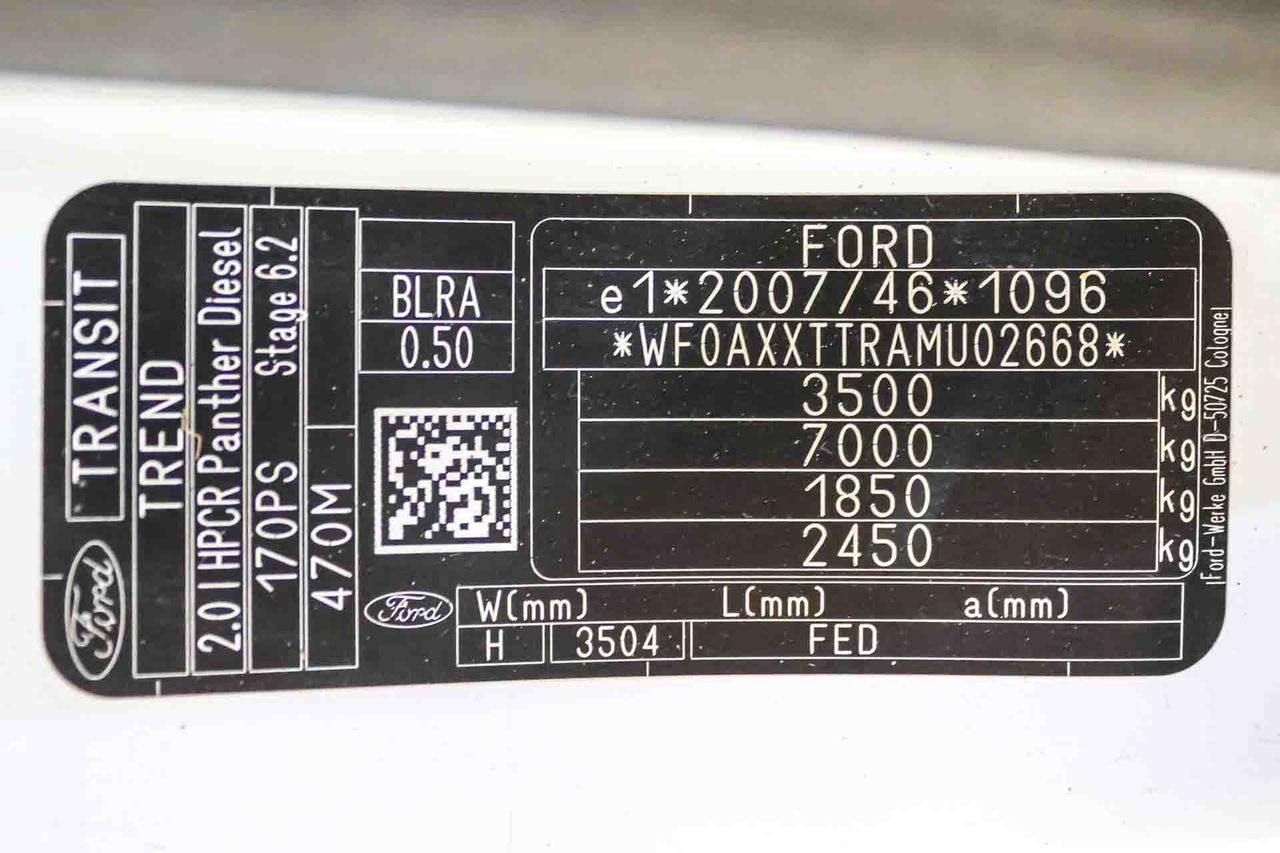 TRANSIT
Ford
TREND
2.0 l HPCR Panther Diesel
170PS Stage 6.2
470M
BLRA
0.50
FORD
e1*2007/46*1096
*WF0AXXTTRAMU02668*
3500 kg
7000 kg
1850 kg
2450 kg
Ford-Werke GmbH D-50725 Cologne
Ford
W(mm) L(mm) a(mm)
H 3504 FED